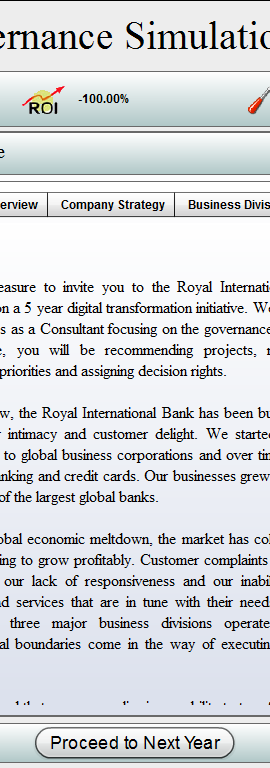 ernance Simulatio
ROI -100.00%
e
erview Company Strategy Business Divis
easure to invite you to the Royal Internati
on a 5 year digital transformation initiative. We
s as a Consultant focusing on the governance
e, you will be recommending projects, r
priorities and assigning decision rights.
w, the Royal International Bank has been bu
r intimacy and customer delight. We starte
to global business corporations and over tim
anking and credit cards. Our businesses grew
of the largest global banks.
lobal economic meltdown, the market has co
ing to grow profitably. Customer complaints
our lack of responsiveness and our inabi
nd services that are in tune with their need
three major business divisions operate
al boundaries come in the way of executin
Proceed to Next Year